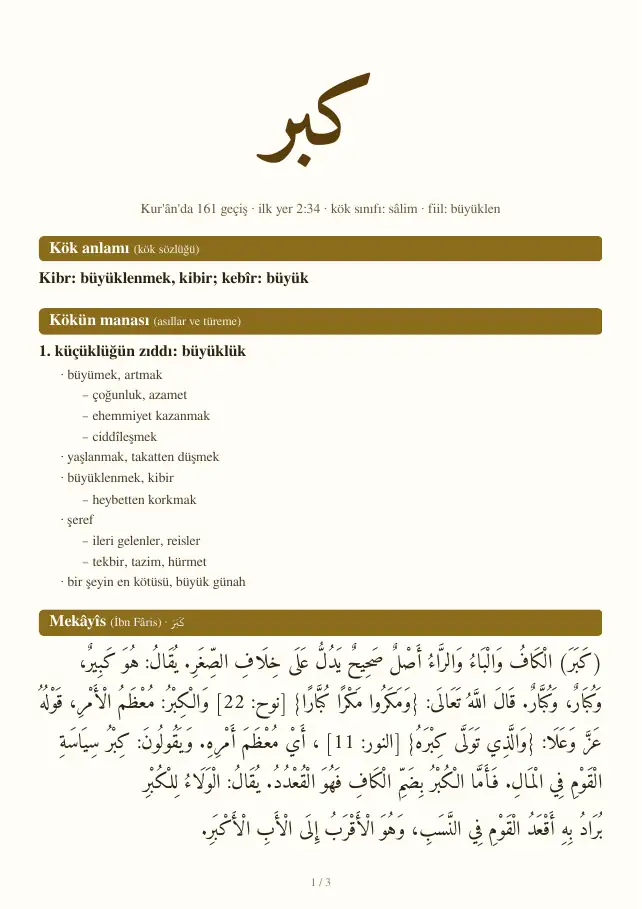 كبر
Kur'ân'da 161 geçiş · ilk yer 2:34 · kök sınıfı: sâlim · fiil: büyüklen
Kök anlamı (kök sözlüğü)
Kibr: büyüklenmek, kibir; kebîr: büyük
Kökün manası (asıllar ve türeme)
1. küçüklüğün zıddı: büyüklük
· büyümek, artmak
– çoğunluk, azamet
– ehemmiyet kazanmak
– ciddîleşmek
· yaşlanmak, takatten düşmek
· büyüklenmek, kibir
– heybetten korkmak
· şeref
– ileri gelenler, reisler
– tekbir, tazim, hürmet
· bir şeyin en kötüsü, büyük günah
Mekâyîs (İbn Fâris) · كَبَرَ
(كَبَرَ) الْكَافُ وَالْبَاءُ وَالرَّاءُ أَصْلٌ صَحِيحٌ يَدُلُّ عَلَى خِلَافِ الصِّغَرِ. يُقَالُ: هُوَ كَبِيرٌ،
وَكُبَارٌ، وَكُبَّارٌ. قَالَ اللَّهُ تَعَالَى: {وَمَكَرُوا مَكْرًا كُبَّارًا} [نوح: 22] وَالْكِبْرُ: مُعْظَمُ الْأَمْرِ، قَوْلُهُ
عَزَّ وَعَلَا: {وَالَّذِي تَوَلَّى كِبْرَهُ} [النور: 11] ، أَيْ مُعْظَمَ أَمْرِهِ. وَيَقُولُونَ: كِبْرُ سِيَاسَةِ
الْقَوْمِ فِي الْمَالِ. فَأَمَّا الْكُبْرُ بِضَمِّ الْكَافِ فَهُوَ الْقُعْدُدُ. يُقَالُ: الْوَلَاءُ لِلْكُبْرِ
يُرَادُ بِهِ أَقْعَدُ الْقَوْمِ فِي النَّسَبِ، وَهُوَ الْأَقْرَبُ إِلَى الْأَبِ الْأَكْبَرِ.
1 / 3